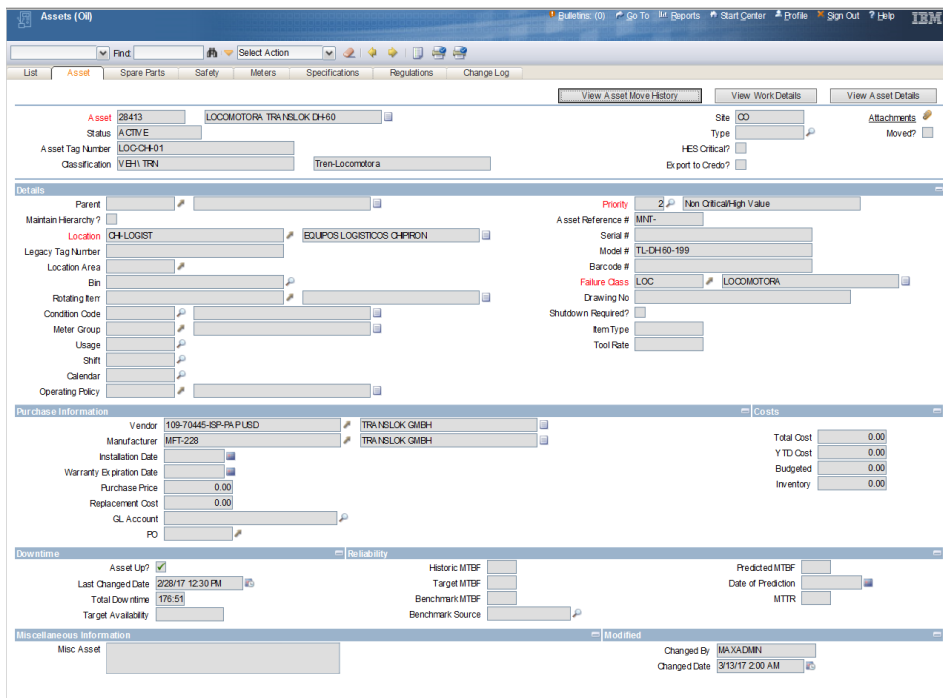 Assets (Oil) Bulletins: (0) Go To Reports Start Center Profile Sign Out Help IBM
Find: Select Action
List Asset Spare Parts Safety Meters Specifications Regulations Change Log
View Asset Move History View Work Details View Asset Details
Asset 28413 LOCOMOTORA TRANSLOK DH-60 Site CO Attachments
Status ACTIVE Type Moved?
Asset Tag Number LOC-CHI-01 HES Critical?
Classification VEH \ TRN Tren-Locomotora Export to Credo?
Details
Parent Priority 2 Non Critical/High Value
Maintain Hierarchy? Asset Reference # MNT-
Location CHI-LOGIST EQUIPOS LOGISTICOS CHIPIRON Serial #
Legacy Tag Number Model # TL-DH60-199
Location Area Barcode #
Bin Failure Class LOC LOCOMOTORA
Rotating Item Drawing No
Condition Code Shutdown Required?
Meter Group Item Type
Usage Tool Rate
Shift
Calendar
Operating Policy
Purchase Information Costs
Vendor 109-70445-ISP-PAPUSD TRANSLOK GMBH Total Cost 0.00
Manufacturer MFT-228 TRANSLOK GMBH YTD Cost 0.00
Installation Date Budgeted 0.00
Warranty Expiration Date Inventory 0.00
Purchase Price 0.00
Replacement Cost 0.00
GL Account
PO
Downtime Reliability
Asset Up? Historic MTBF Predicted MTBF
Last Changed Date 2/28/17 12:30 PM Target MTBF Date of Prediction
Total Downtime 176:51 Benchmark MTBF MTTR
Target Availability Benchmark Source
Miscellaneous Information Modified
Misc Asset Changed By MAXADMIN
Changed Date 3/13/17 2:00 AM